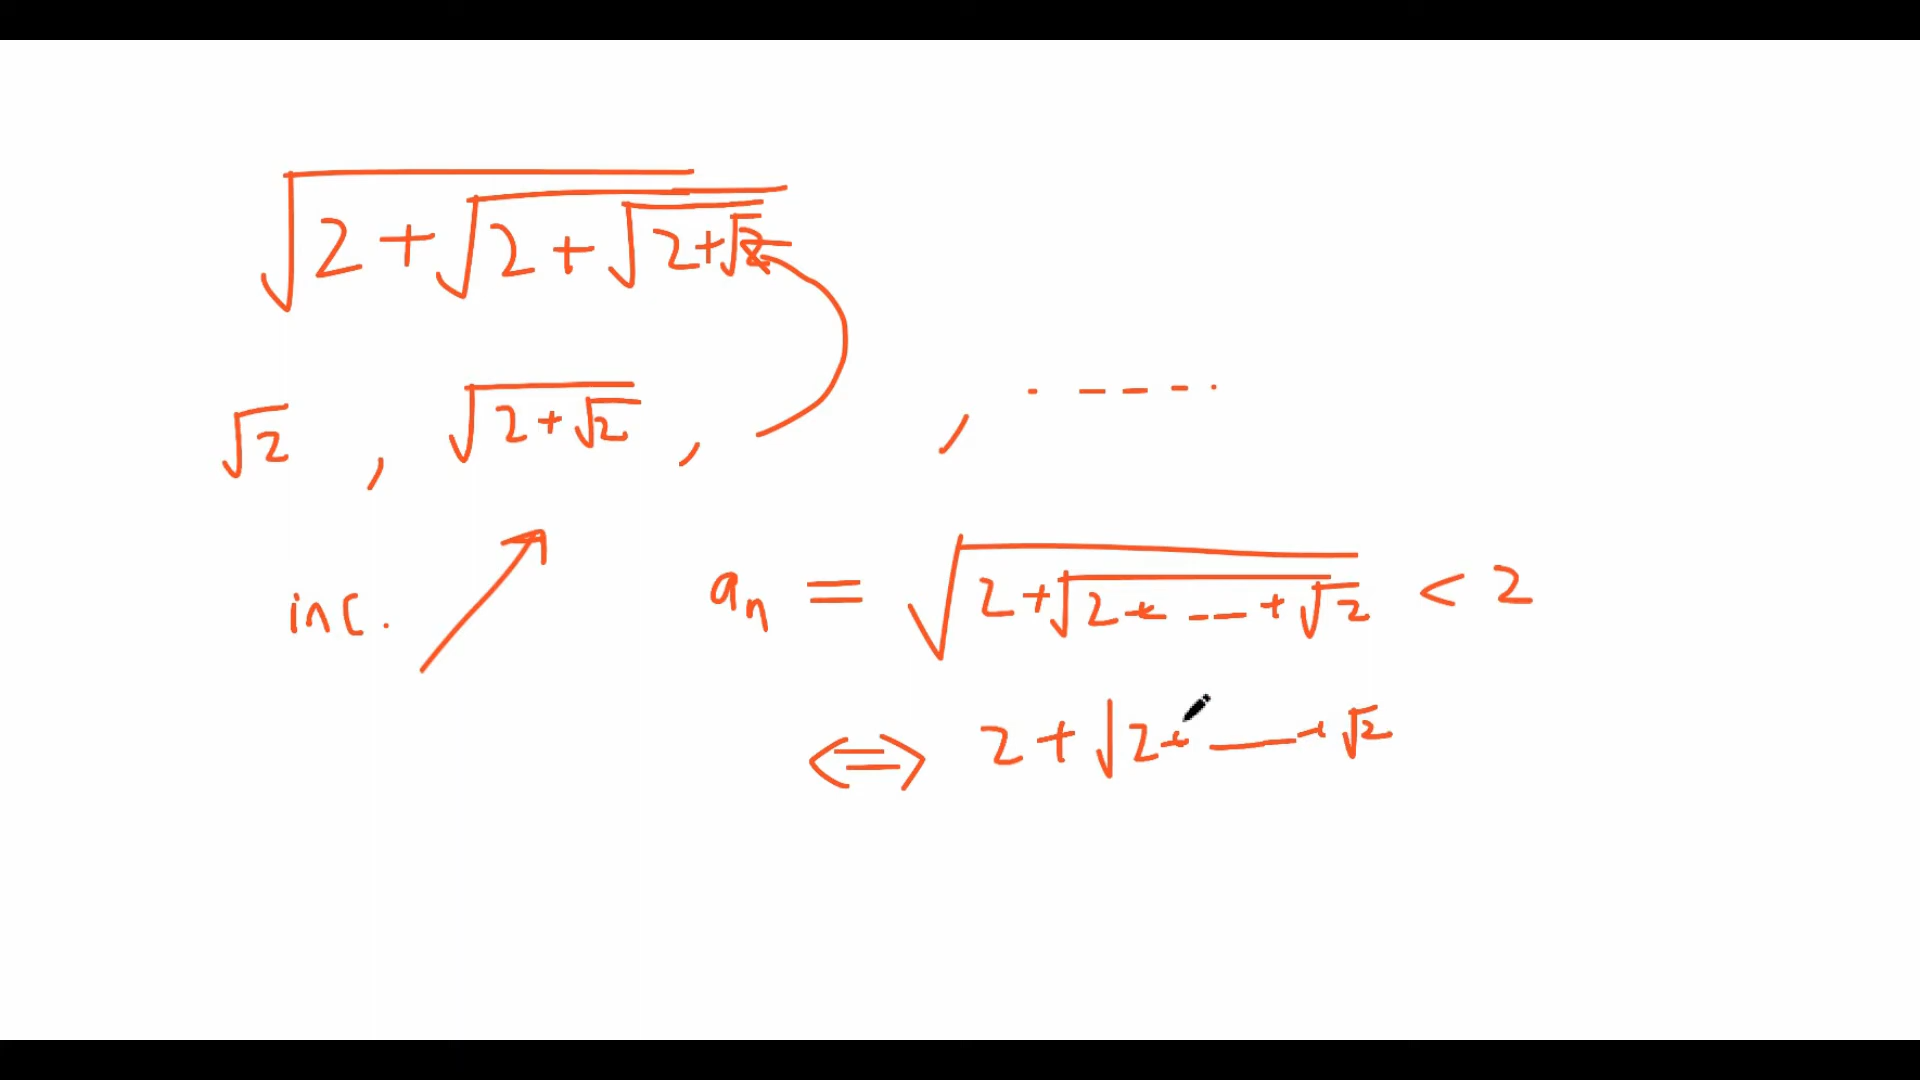 √(2+√(2+√(2+√2
√2 , √(2+√2) , , . - - - - .
inc. aₙ = √(2+√(2+ - - - +√2)) < 2
⇔ 2+√2+ —— +√2